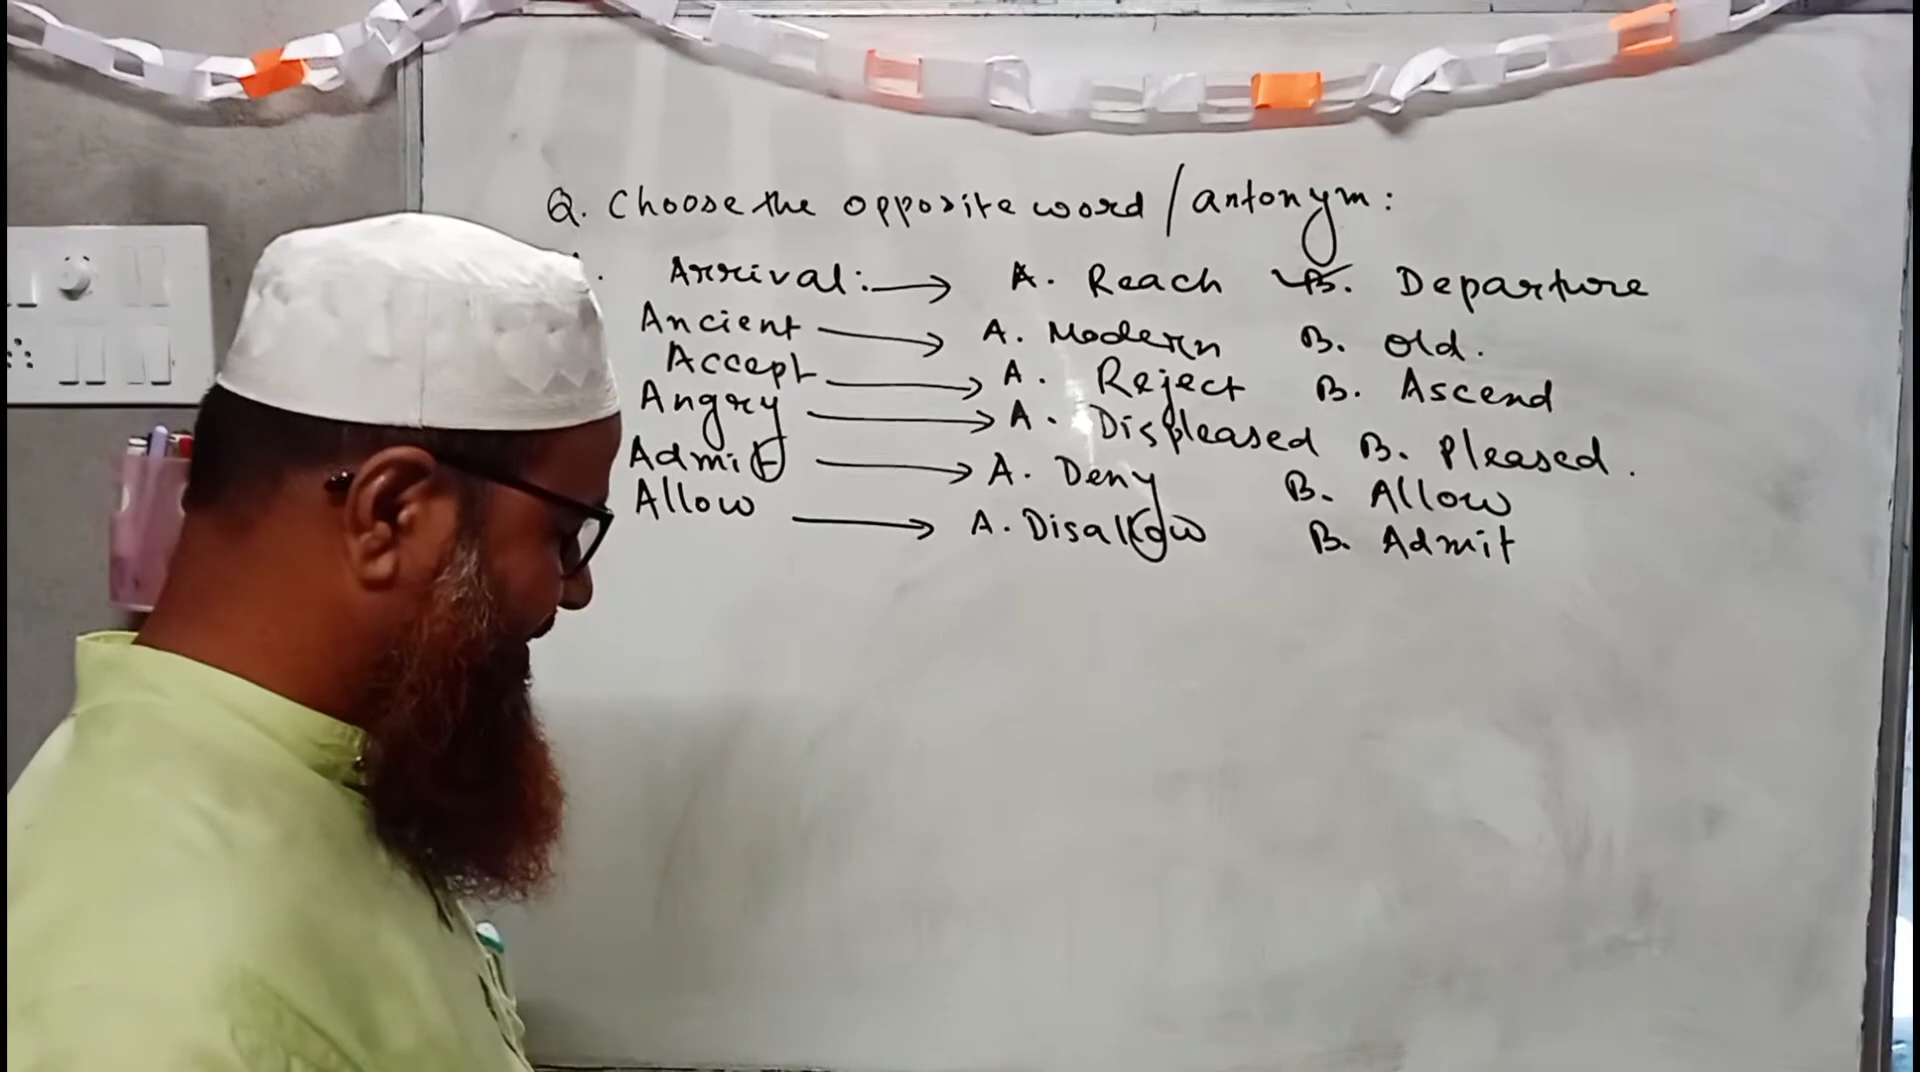 Q. Choose the opposite word / antonym:
. Arrival: → A. Reach B. Departure
Ancient → A. Modern B. old.
Accept → A. Reject B. Ascend
Angry → A. Displeased B. Pleased.
Admit → A. Deny B. Allow
Allow → A. Disallow B. Admit